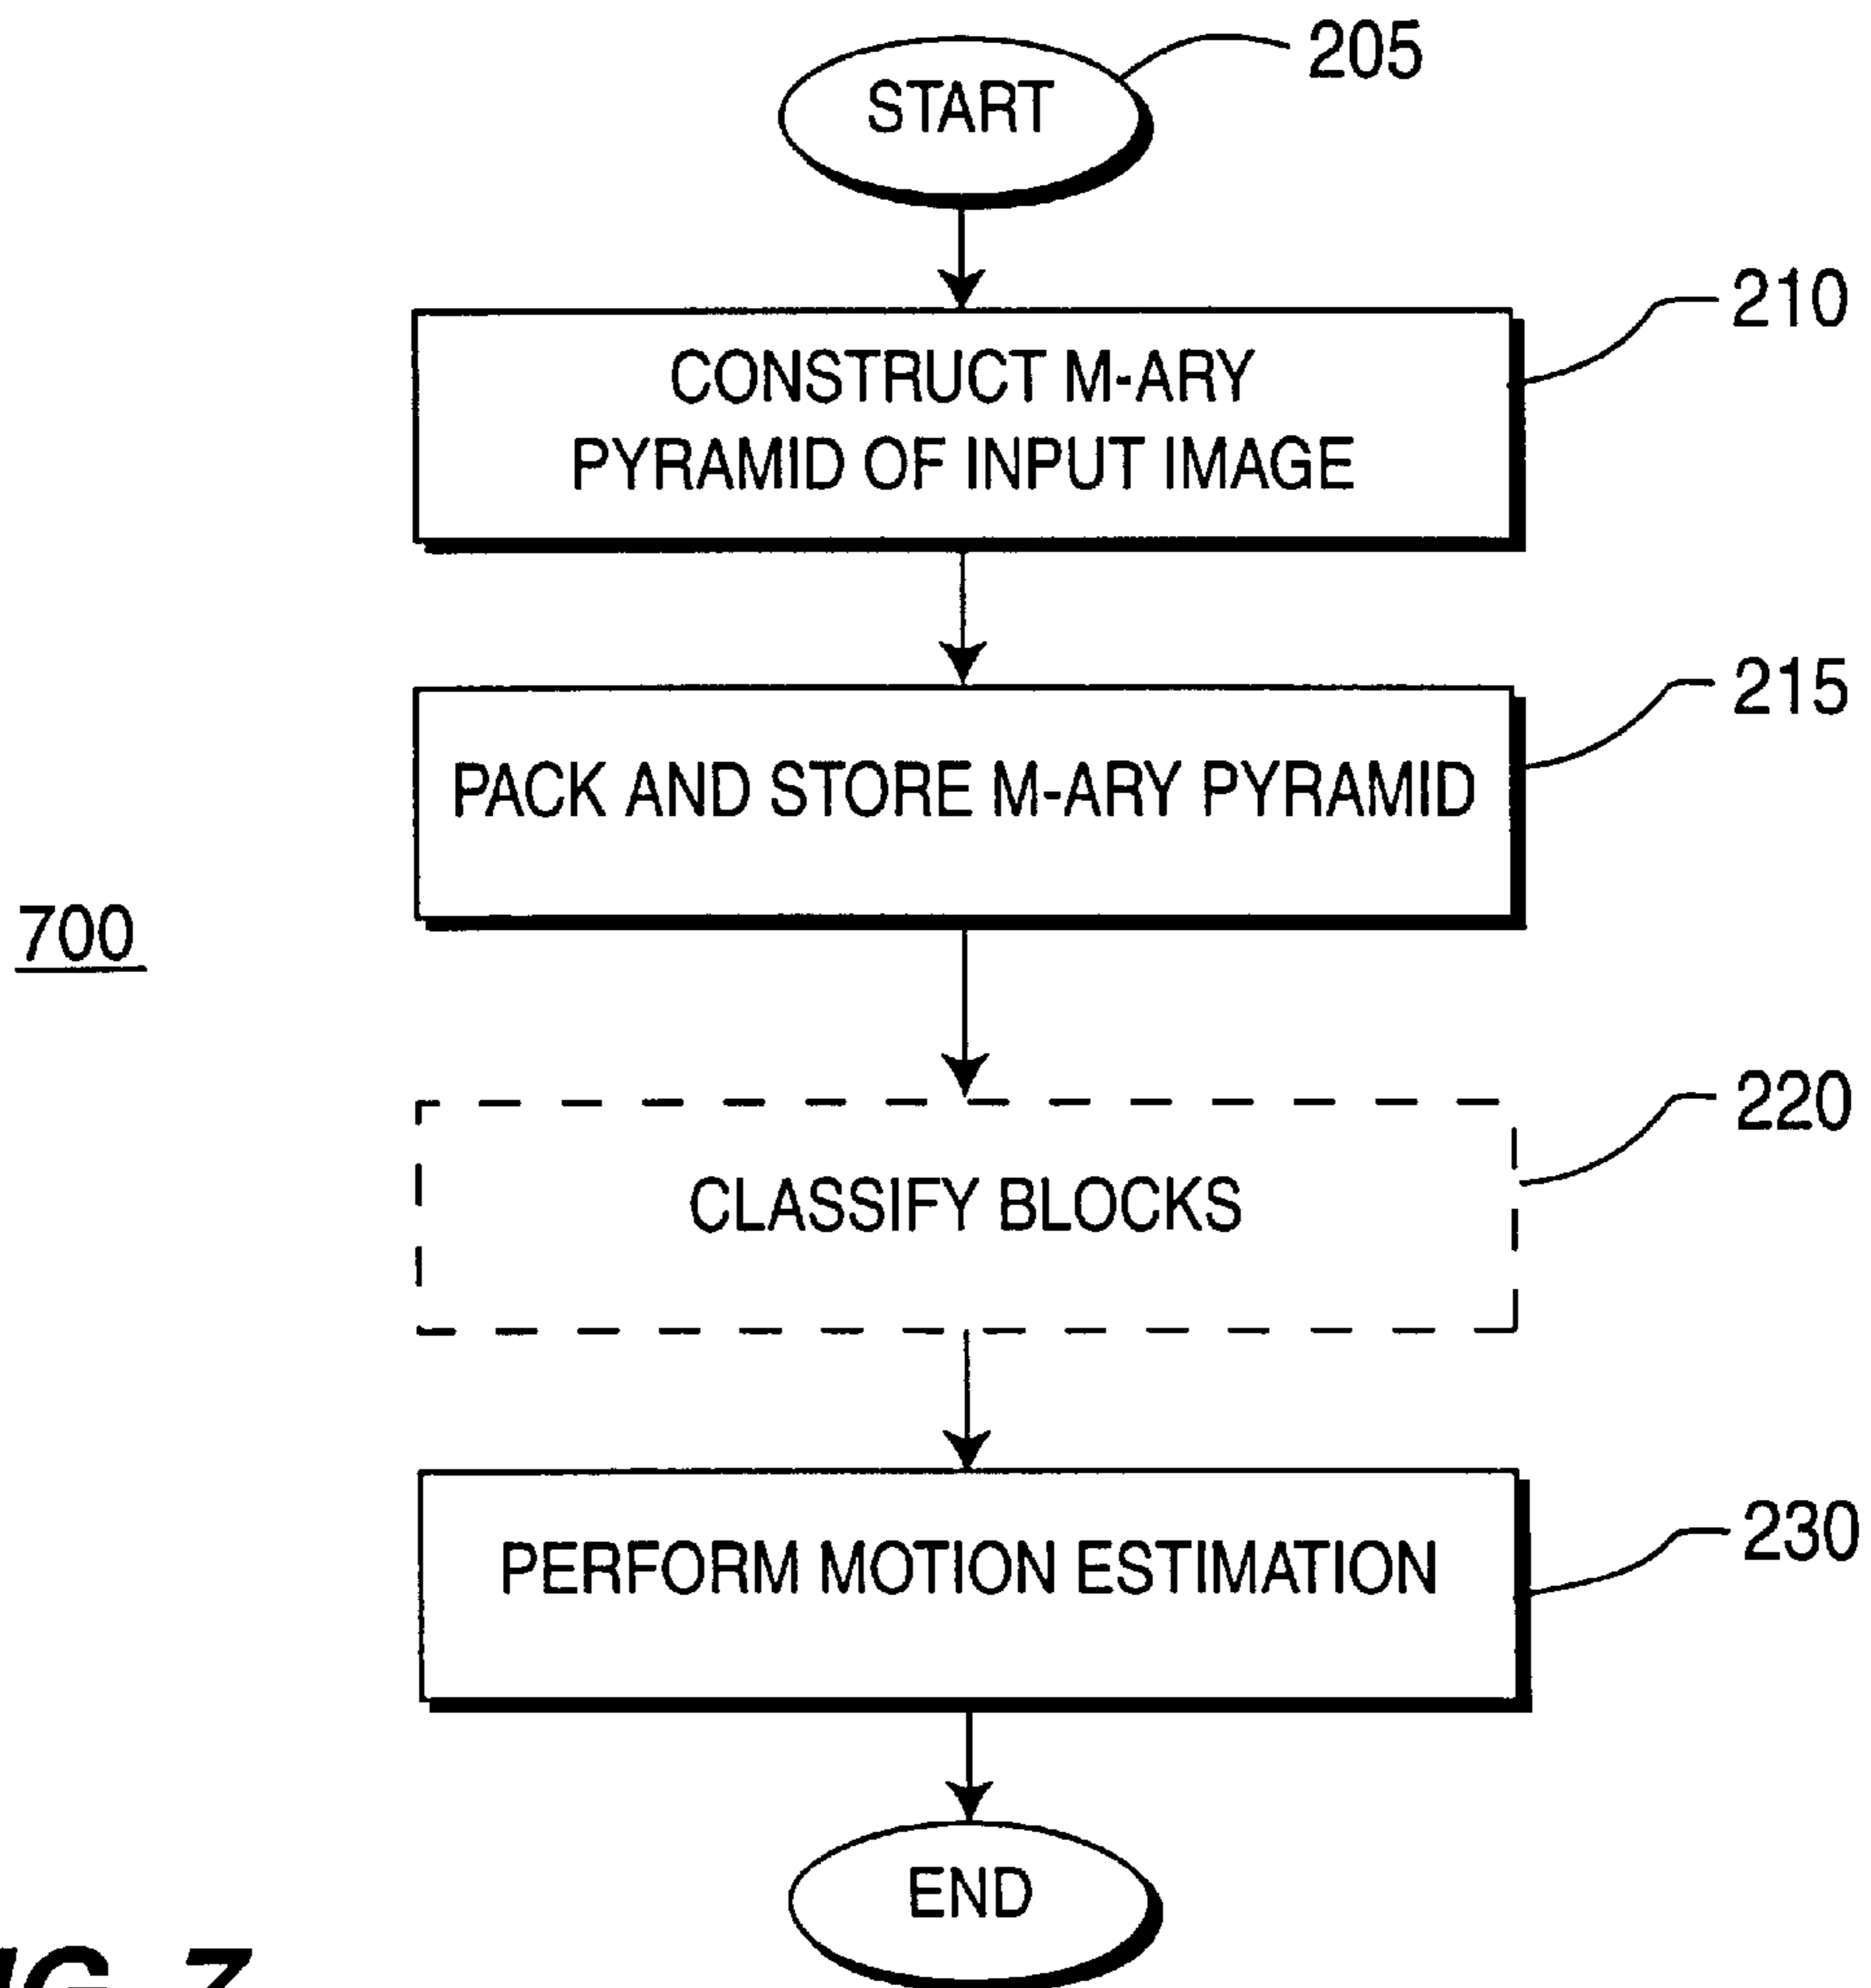 START
205
CONSTRUCT M-ARY
PYRAMID OF INPUT IMAGE
210
PACK AND STORE M-ARY PYRAMID
215
700
CLASSIFY BLOCKS
220
PERFORM MOTION ESTIMATION
230
END